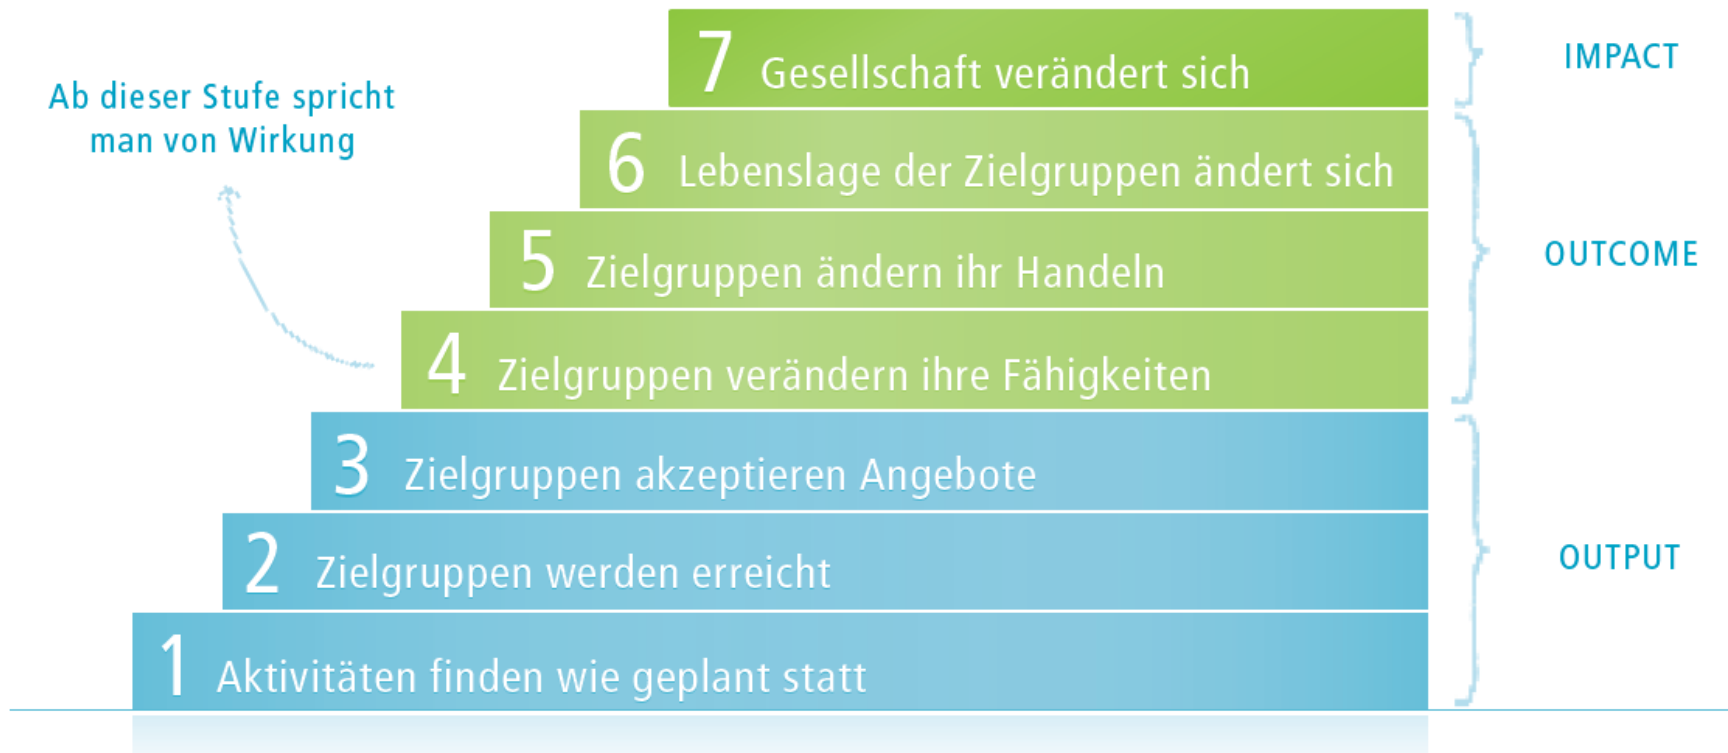 7 Gesellschaft verändert sich
IMPACT
Ab dieser Stufe spricht
man von Wirkung
6 Lebenslage der Zielgruppen ändert sich
5 Zielgruppen ändern ihr Handeln
OUTCOME
4 Zielgruppen verändern ihre Fähigkeiten
3 Zielgruppen akzeptieren Angebote
2 Zielgruppen werden erreicht
OUTPUT
1 Aktivitäten finden wie geplant statt